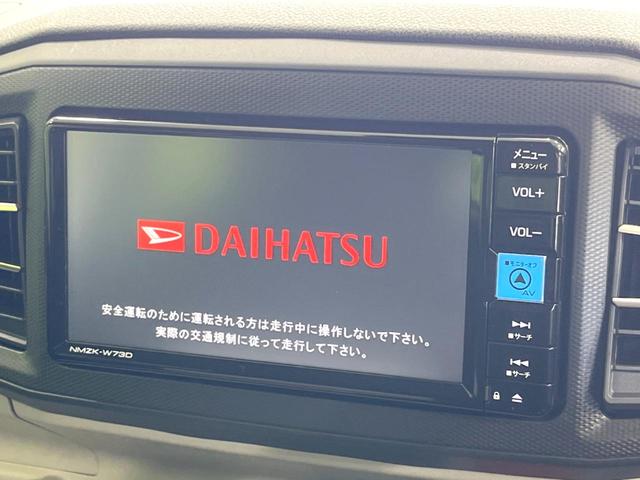 DAIHATSU
安全運転のために運転される方は走行中に操作しないで下さい。
実際の交通規制に従って走行して下さい。
NMZK-W73D
メニュー
■スタンバイ
VOL+
VOL−
■モニターオフ
AV
■サーチ
■サーチ